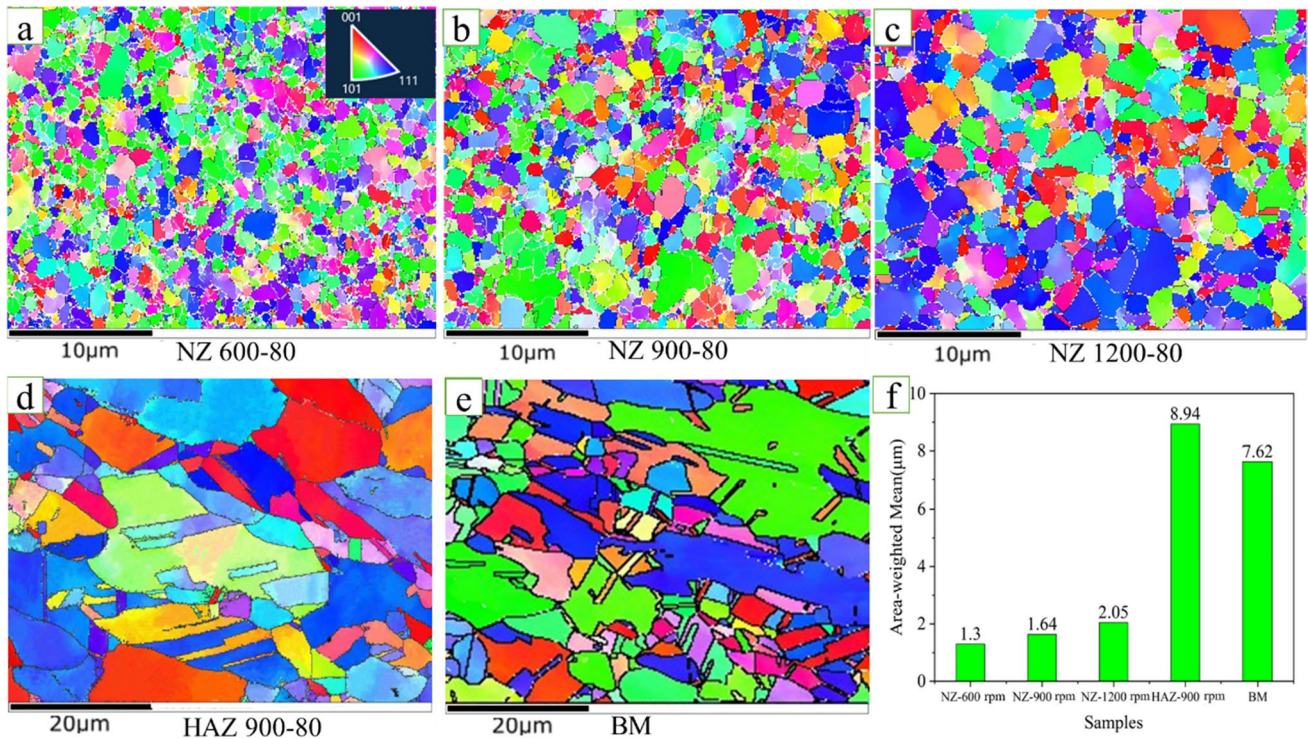 a
001
101
111
10µm
NZ 600-80
b
10µm
NZ 900-80
c
10µm
NZ 1200-80
d
20µm
HAZ 900-80
e
20µm
BM
f
Area-weighed Mean(µm)
10
8
6
4
2
0
1.3
1.64
2.05
8.94
7.62
NZ-600 rpm
NZ-900 rpm
NZ-1200 rpm
HAZ-900 rpm
BM
Samples